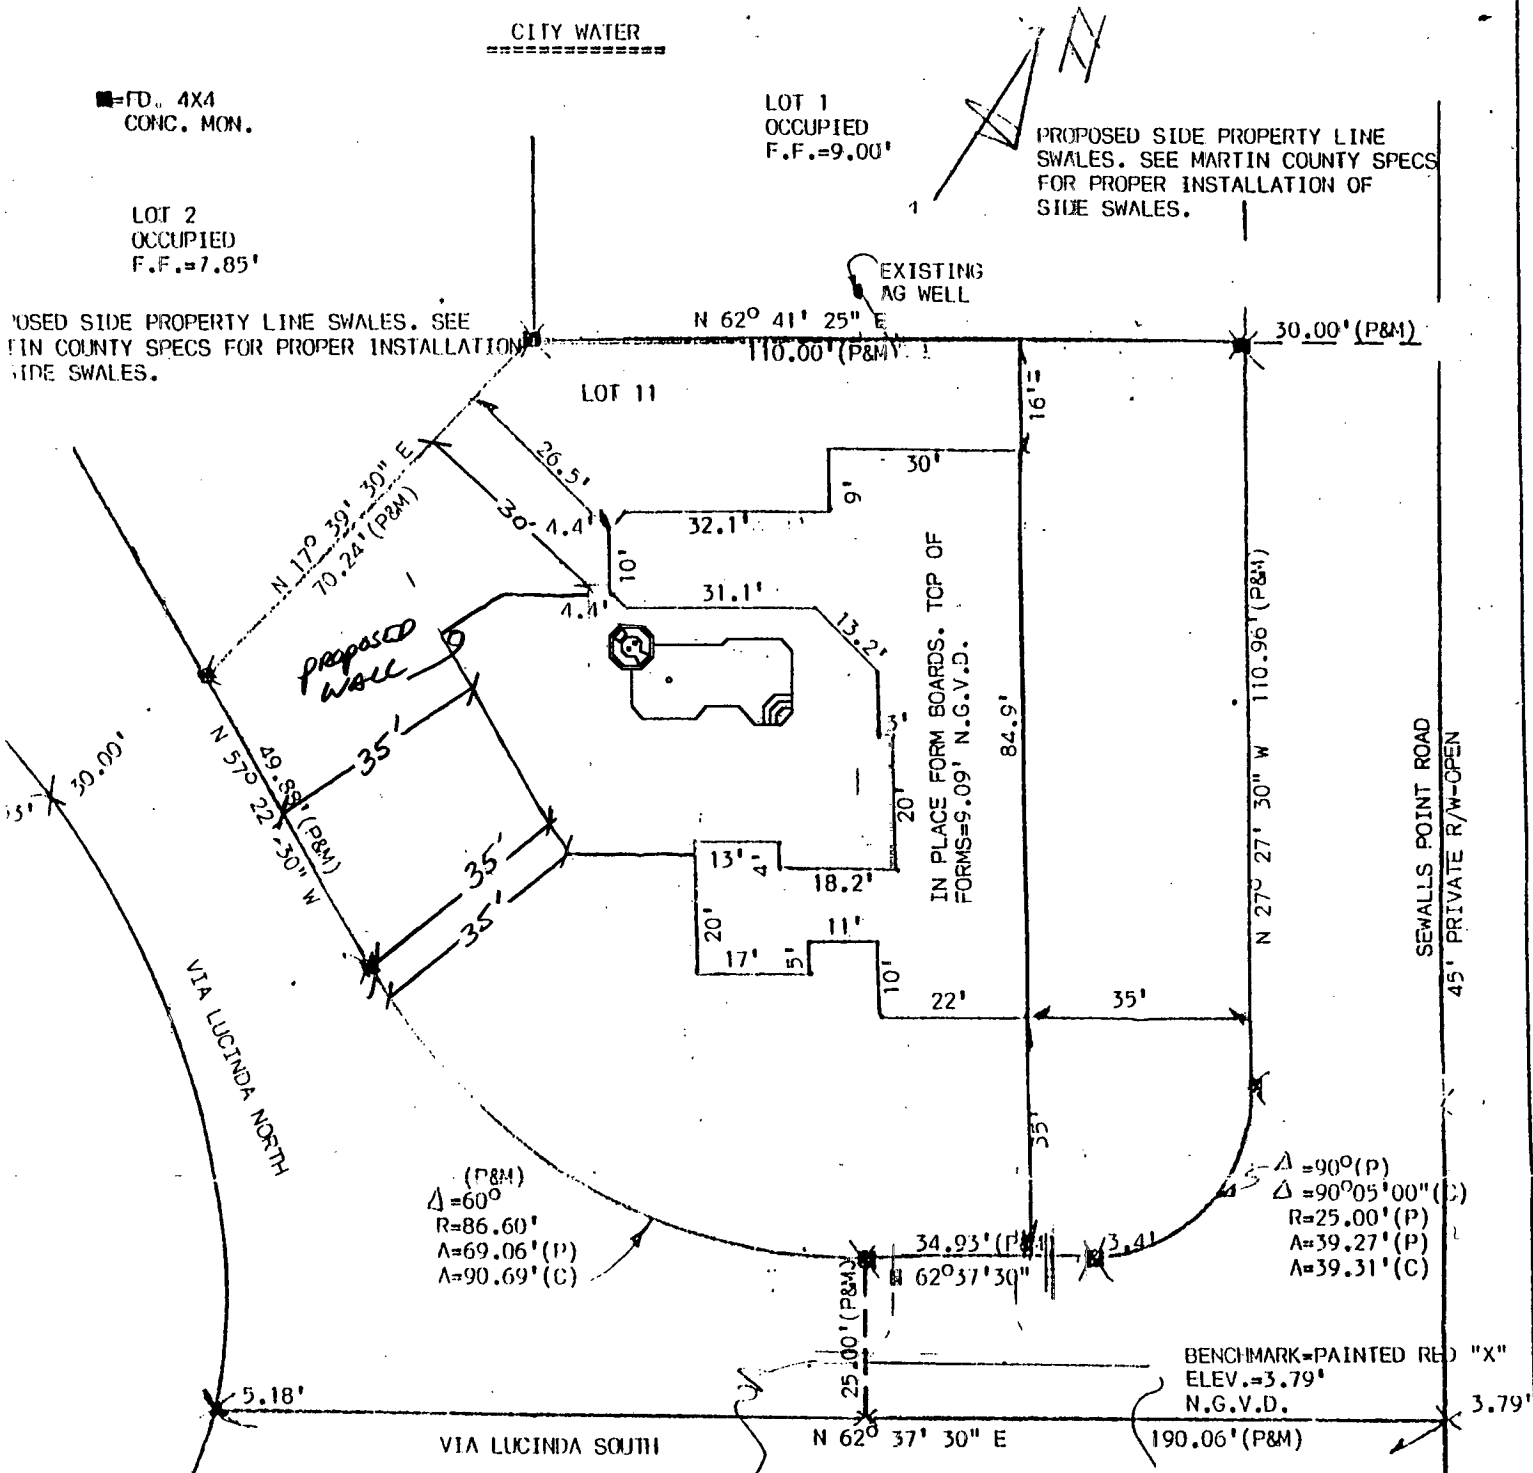 CITY WATER
=FD. 4X4
CONC. MON.
LOT 1
OCCUPIED
F.F.=9.00'
PROPOSED SIDE PROPERTY LINE
SWALES. SEE MARTIN COUNTY SPECS
FOR PROPER INSTALLATION OF
SIDE SWALES.
LOT 2
OCCUPIED
F.F.=7.85'
EXISTING
AG WELL
OSED SIDE PROPERTY LINE SWALES. SEE
TIN COUNTY SPECS FOR PROPER INSTALLATION
IDE SWALES.
N 62° 41' 25" E
110.00'(P&M)
30.00'(P&M)
LOT 11
16'=
N 17° 39' 30" E
70.24'(P&M)
26.5'
30'
30'
9'
4.4'
32.1'
10'
4.4'
31.1'
13.2'
PROPOSED
WALL
IN PLACE FORM BOARDS. TOP OF
FORMS=9.09' N.G.V.D.
84.9'
110.96'(P&M)
N 27° 27' 30" W
SEWALLS POINT ROAD
45' PRIVATE R/W-OPEN
3'
20'
35'
N 57° 22' 30" W
49.89'(P&M)
30.00'
35'
35'
13'
4'
18.2'
20'
17'
5'
11'
10'
22'
35'
35'
VIA LUCINDA NORTH
(P&M)
Δ=60°
R=86.60'
A=69.06'(P)
A=90.69'(C)
Δ=90°(P)
Δ=90°05'00"(C)
R=25.00'(P)
A=39.27'(P)
A=39.31'(C)
34.93'(P&M
3.4'
N 62°37'30"
25.00'(P&M)
BENCHMARK=PAINTED RED "X"
ELEV.=3.79'
N.G.V.D.
3.79'
5.18'
VIA LUCINDA SOUTH
N 62° 37' 30" E
190.06'(P&M)